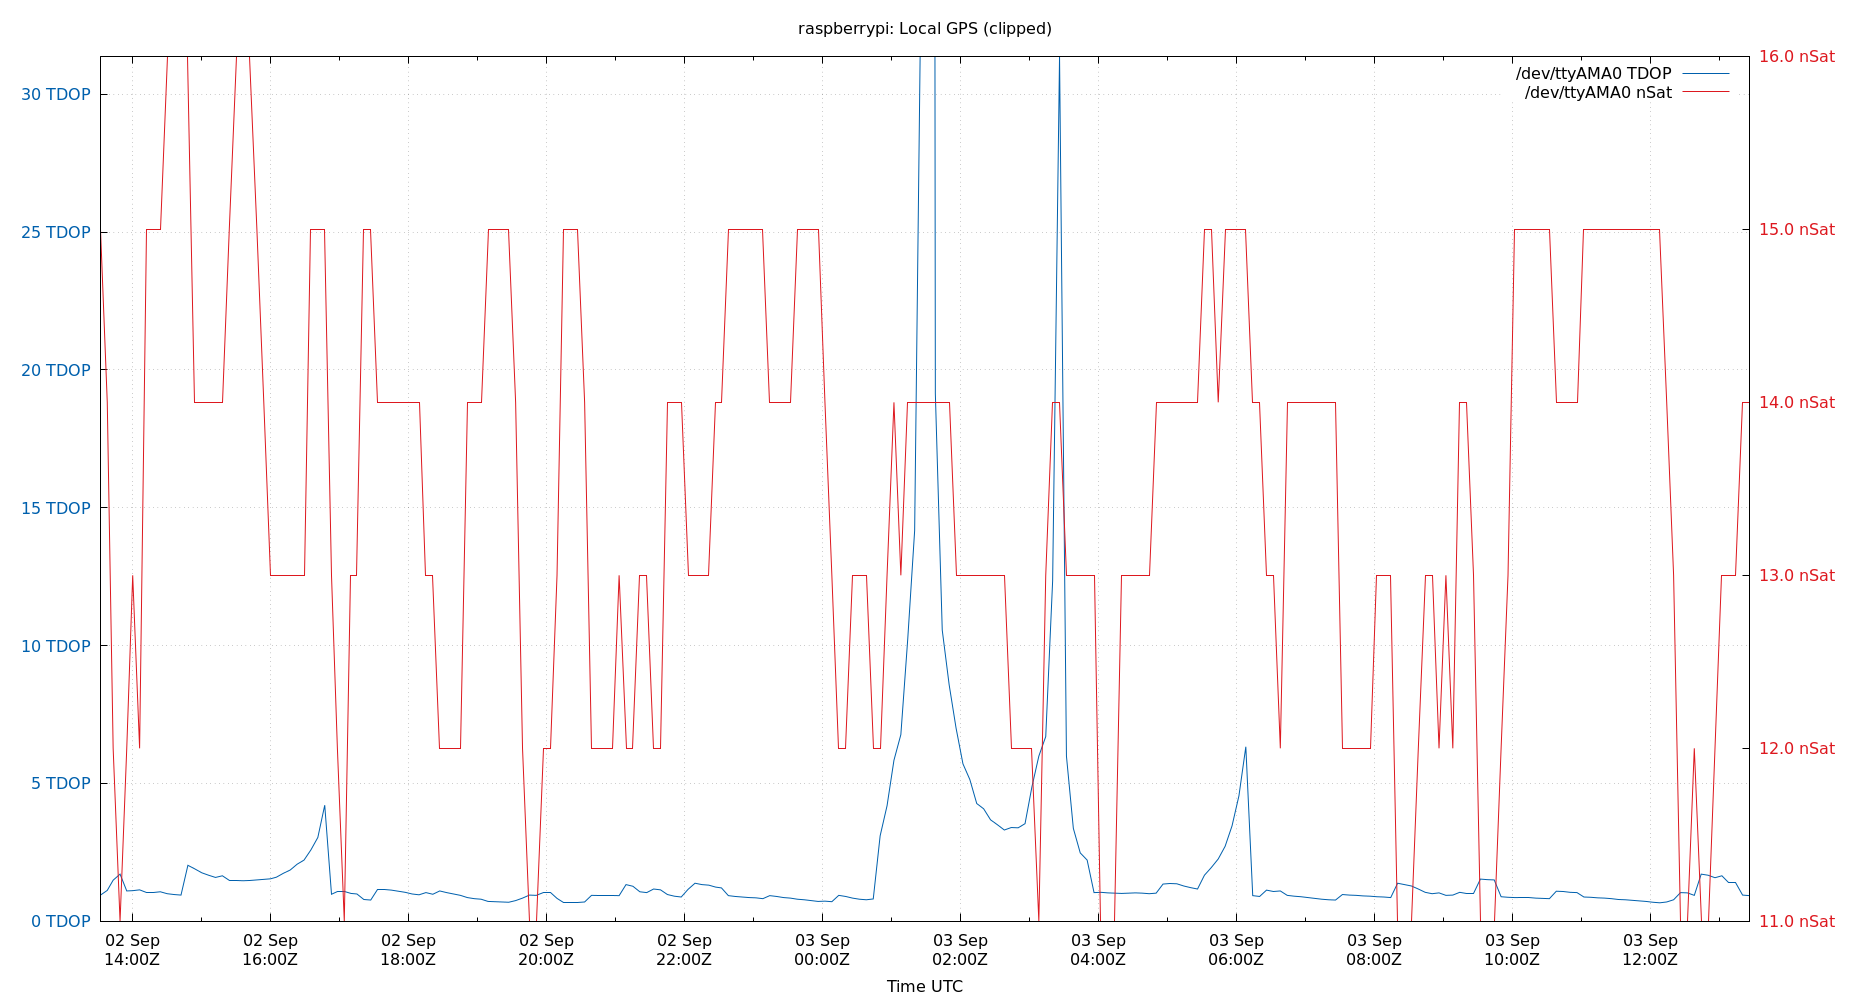 raspberrypi: Local GPS (clipped)
/dev/ttyAMA0 TDOP
/dev/ttyAMA0 nSat
30 TDOP
25 TDOP
20 TDOP
15 TDOP
10 TDOP
5 TDOP
0 TDOP
16.0 nSat
15.0 nSat
14.0 nSat
13.0 nSat
12.0 nSat
11.0 nSat
02 Sep
14:00Z
02 Sep
16:00Z
02 Sep
18:00Z
02 Sep
20:00Z
02 Sep
22:00Z
03 Sep
00:00Z
03 Sep
02:00Z
03 Sep
04:00Z
03 Sep
06:00Z
03 Sep
08:00Z
03 Sep
10:00Z
03 Sep
12:00Z
Time UTC